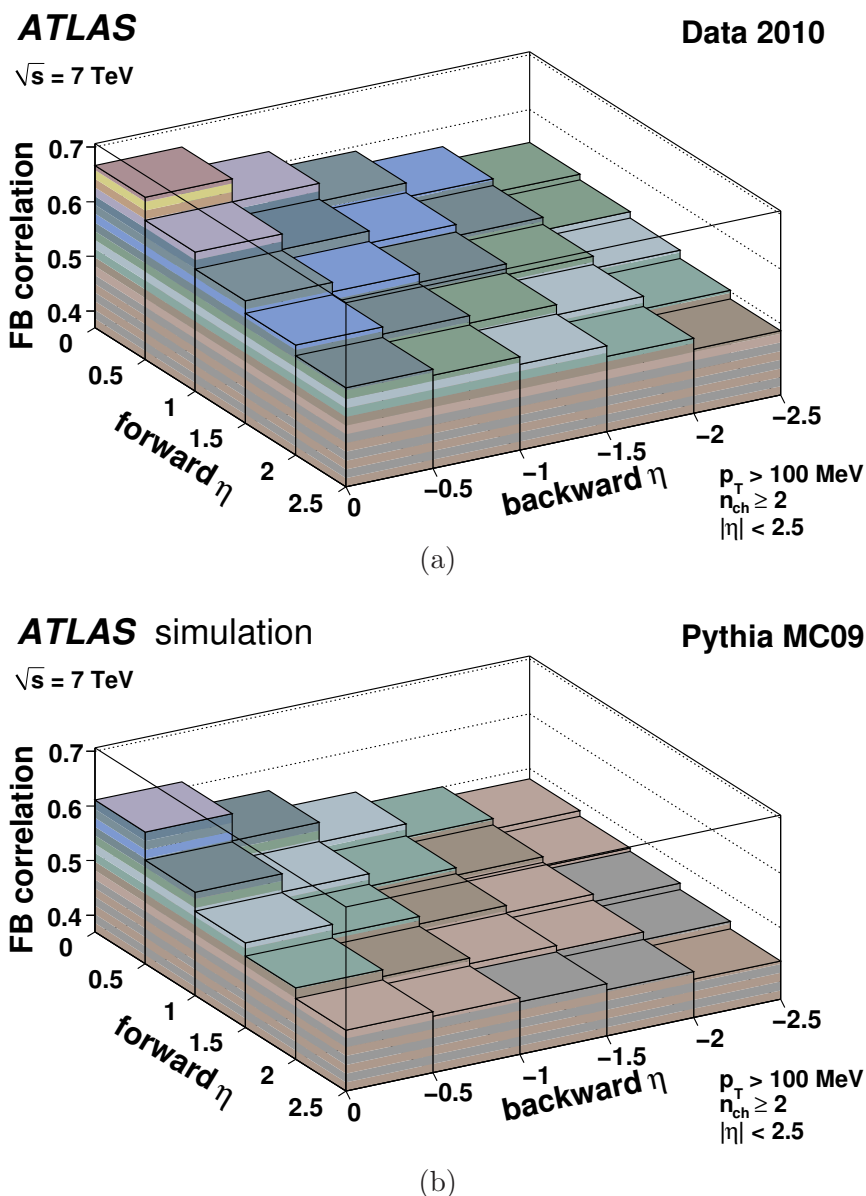 ATLAS
Data 2010
√s = 7 TeV
FB correlation
0.7
0.6
0.5
0.4
0
0.5
1
1.5
2
2.5
forward η
0
−0.5
−1
−1.5
−2
−2.5
backward η
pT > 100 MeV
nch ≥ 2
|η| < 2.5
(a)
ATLAS simulation
Pythia MC09
√s = 7 TeV
FB correlation
0.7
0.6
0.5
0.4
0
0.5
1
1.5
2
2.5
forward η
0
−0.5
−1
−1.5
−2
−2.5
backward η
pT > 100 MeV
nch ≥ 2
|η| < 2.5
(b)